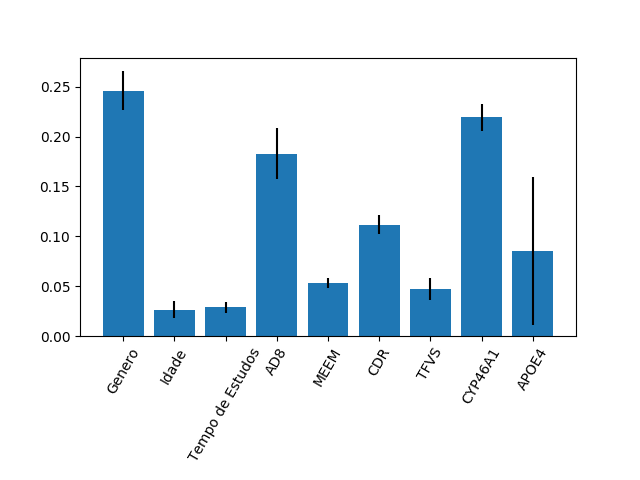 0.25
0.20
0.15
0.10
0.05
0.00
Genero
Idade
Tempo de Estudos
AD8
MEEM
CDR
TFVS
CYP46A1
APOE4